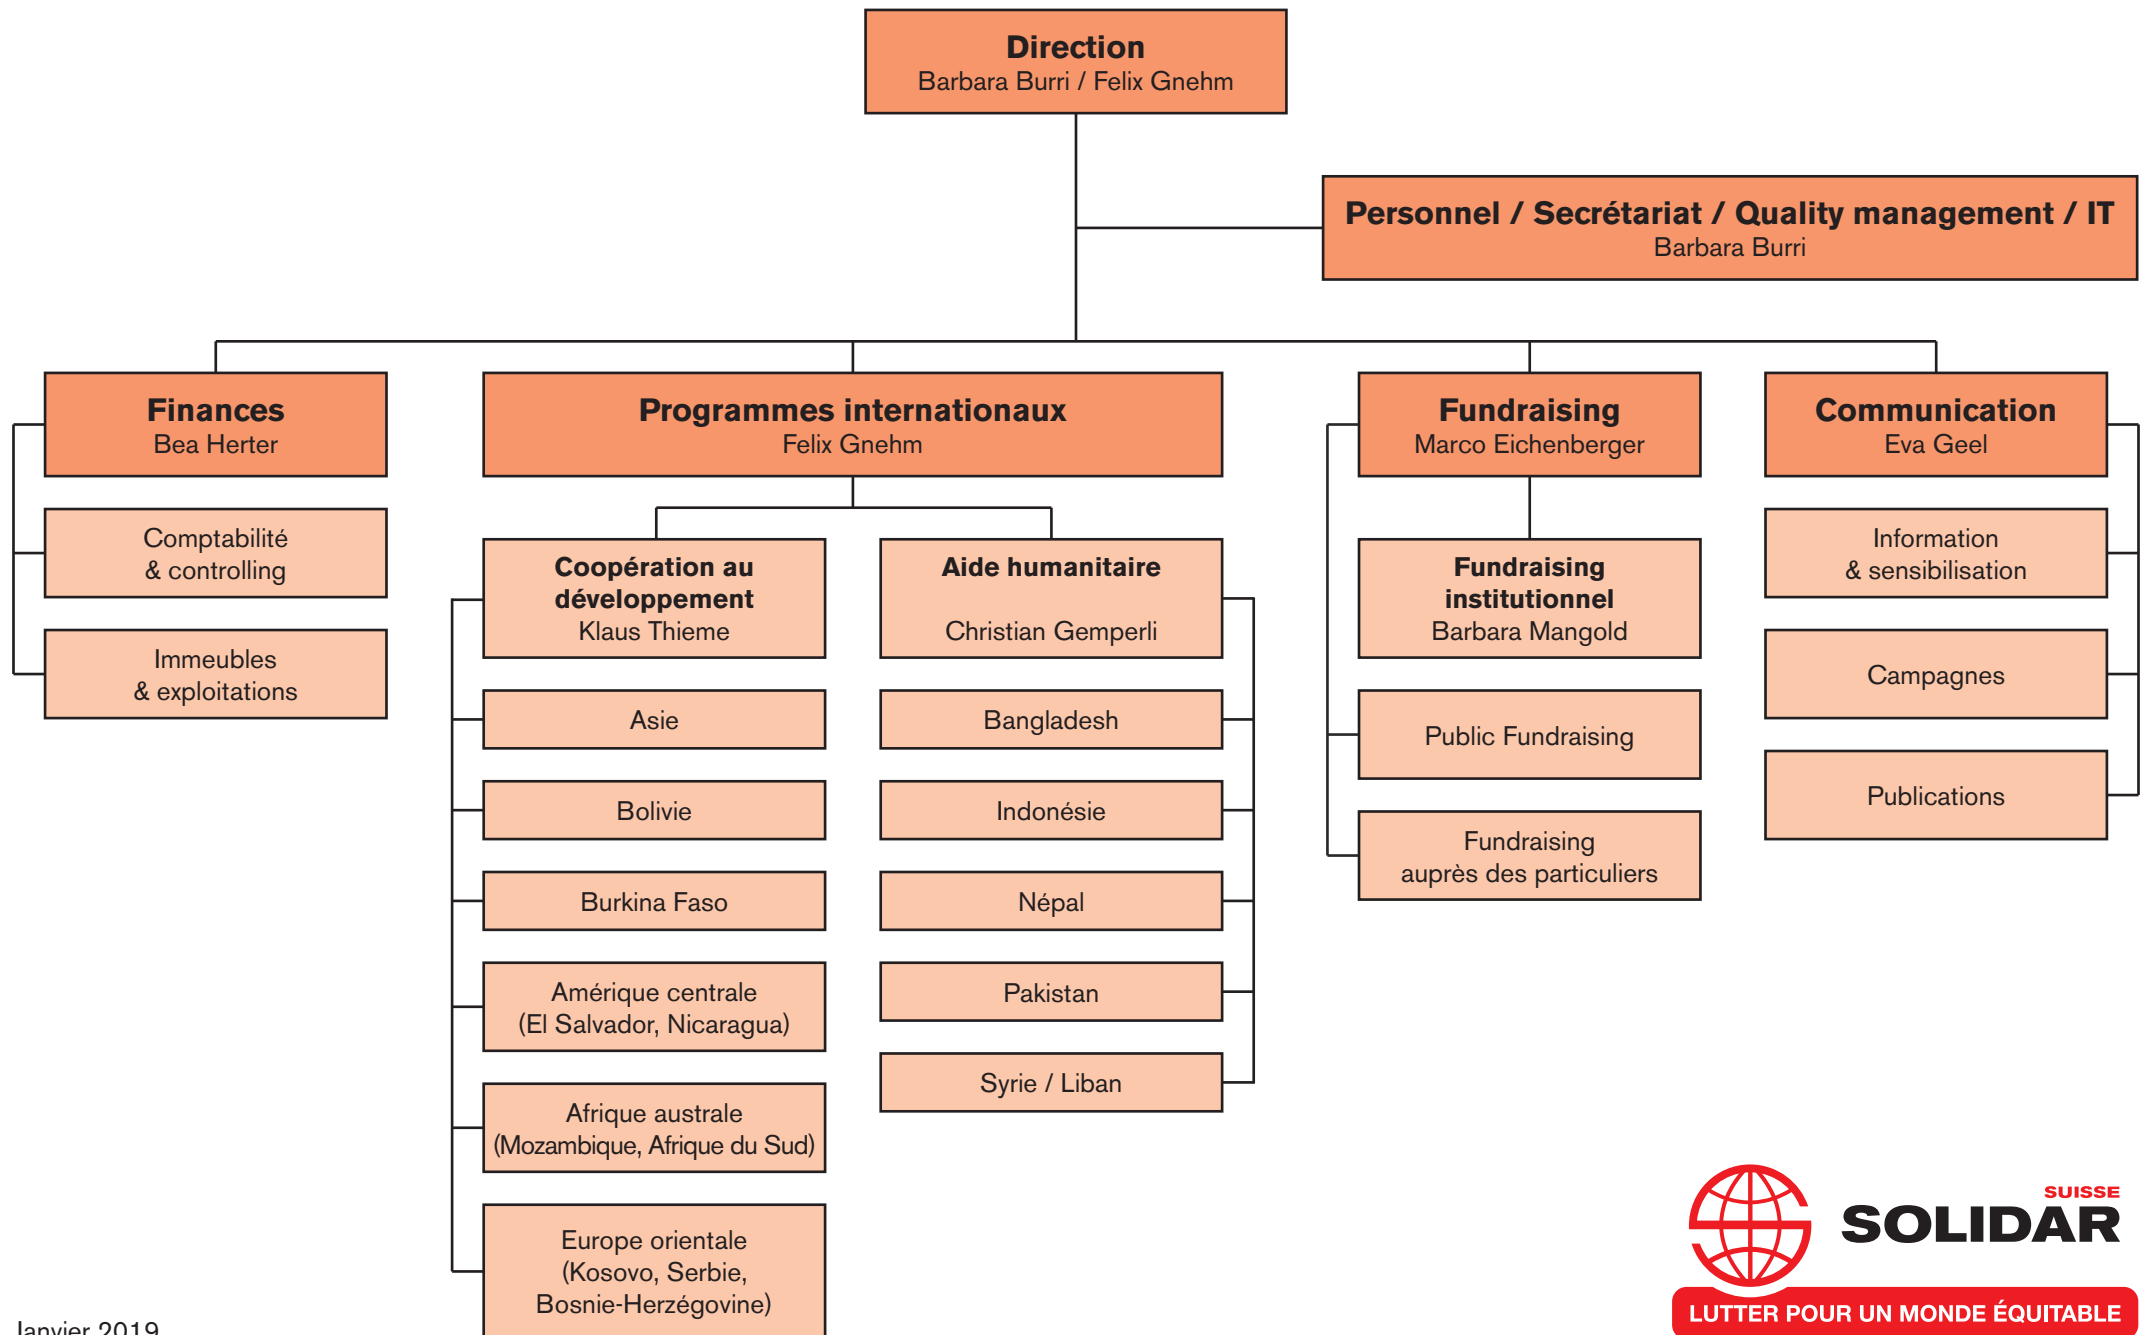 Direction
Barbara Burri / Felix Gnehm
Personnel / Secrétariat / Quality management / IT
Barbara Burri
Finances
Bea Herter
Comptabilité
& controlling
Immeubles
& exploitations
Programmes internationaux
Felix Gnehm
Coopération au
développement
Klaus Thieme
Asie
Bolivie
Burkina Faso
Amérique centrale
(El Salvador, Nicaragua)
Afrique australe
(Mozambique, Afrique du Sud)
Europe orientale
(Kosovo, Serbie,
Bosnie-Herzégovine)
Aide humanitaire
Christian Gemperli
Bangladesh
Indonésie
Népal
Pakistan
Syrie / Liban
Fundraising
Marco Eichenberger
Fundraising
institutionnel
Barbara Mangold
Public Fundraising
Fundraising
auprès des particuliers
Communication
Eva Geel
Information
& sensibilisation
Campagnes
Publications
Janvier 2019
SUISSE
SOLIDAR
LUTTER POUR UN MONDE ÉQUITABLE